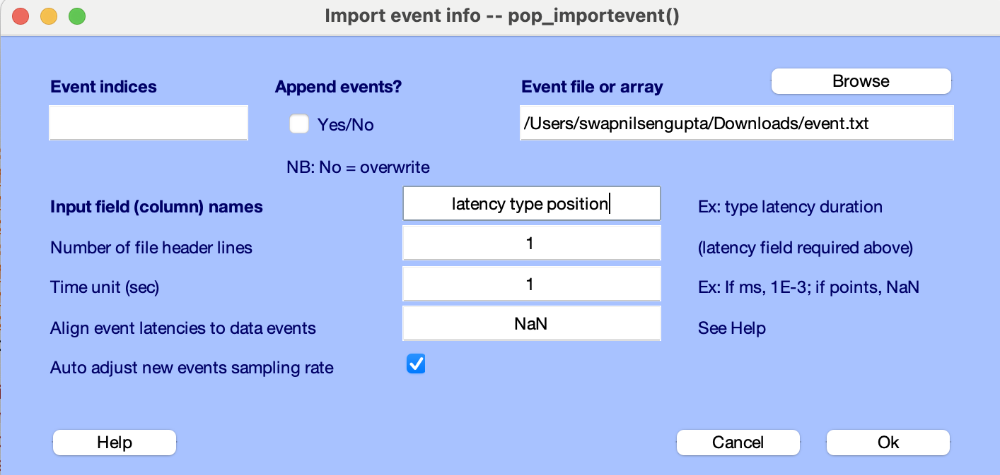 Import event info -- pop_importevent()
Event indices
Append events?
Event file or array
Browse
Yes/No
/Users/swapnilsengupta/Downloads/event.txt
NB: No = overwrite
Input field (column) names
latency type position
Ex: type latency duration
Number of file header lines
1
(latency field required above)
Time unit (sec)
1
Ex: If ms, 1E-3; if points, NaN
Align event latencies to data events
NaN
See Help
Auto adjust new events sampling rate
Help
Cancel
Ok